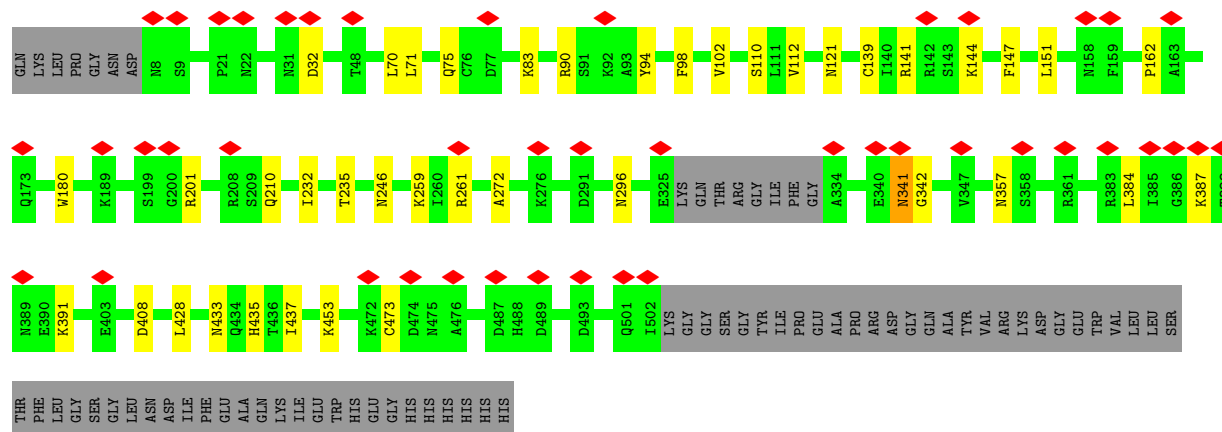 GLN LYS LEU PRO GLY ASN ASP N8 S9 P21 N22 N31 D32 T48 L70 L71 Q75 C76 D77 K83 R90 S91 K92 A93 Y94 F98 V102 S110 L111 V112 N121 C139 I140 R141 R142 S143 K144 F147 L151 N158 F159 P162 A163
Q173 W180 K189 S199 G200 R201 R208 S209 Q210 I232 T235 N246 K259 I260 R261 A272 K276 D291 N296 E325 LYS GLN THR ARG GLY ILE PHE GLY A334 E340 N341 G342 V347 N357 S358 R361 R383 L384 I385 G386 K387
N389 E390 K391 E403 D408 L428 N433 Q434 H435 T436 I437 K453 K472 C473 D474 N475 A476 D487 H488 D489 D493 Q501 I502 LYS GLY GLY SER GLY TYR ILE PRO GLU ALA PRO ARG ASP GLY GLN ALA TYR VAL ARG LYS ASP GLY GLU TRP VAL LEU LEU SER
THR PHE LEU GLY SER GLY LEU ASN ASP ILE PHE GLU ALA GLN LYS ILE GLU TRP HIS GLU GLY HIS HIS HIS HIS HIS HIS